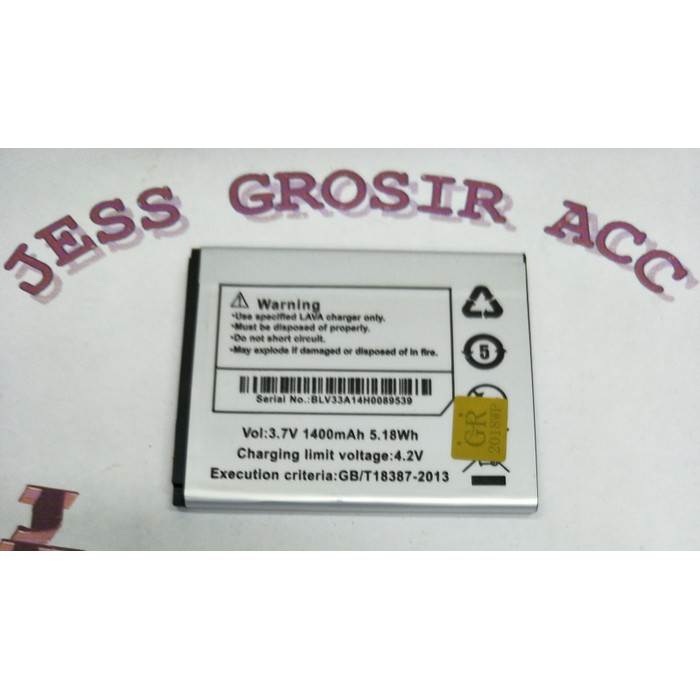 JESS GROSIR ACC
Warning
•Use specified LAVA charger only.
•Must be disposed of properly.
•Do not short circuit.
•May explode if damaged or disposed of in fire.
Serial No.:BLV33A14H0089539
5
Vol:3.7V 1400mAh 5.18Wh
Charging limit voltage:4.2V
Execution criteria:GB/T18387-2013
GR
2018WP